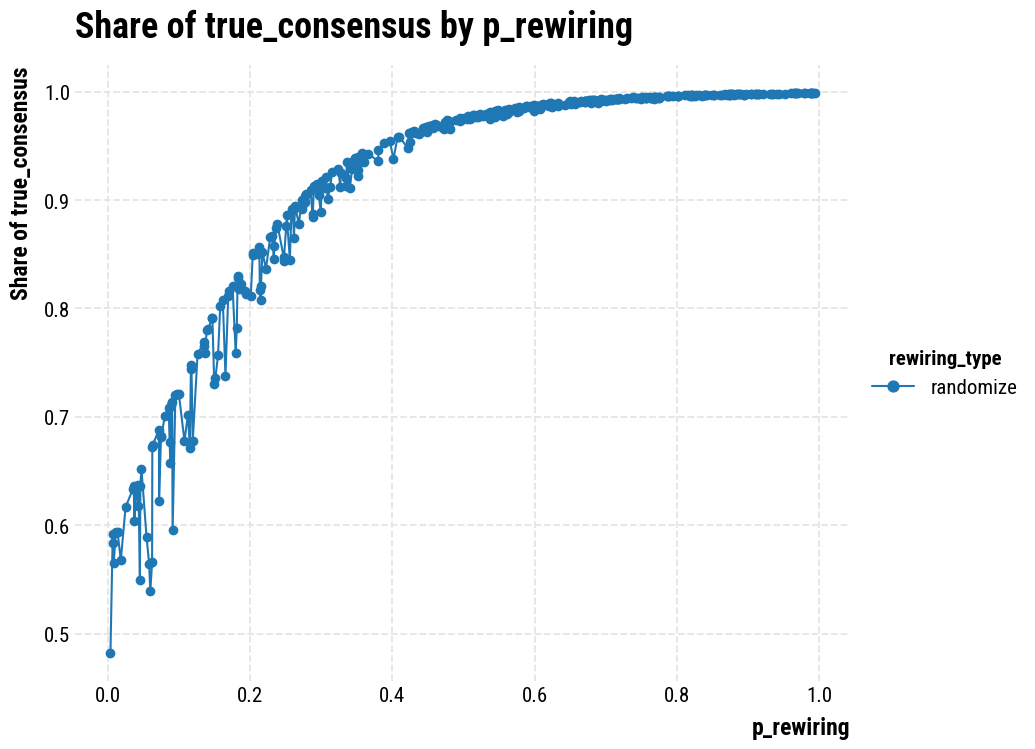 Share of true_consensus by p_rewiring
Share of true_consensus
1.0
0.9
0.8
0.7
0.6
0.5
0.0 0.2 0.4 0.6 0.8 1.0
p_rewiring
rewiring_type
randomize